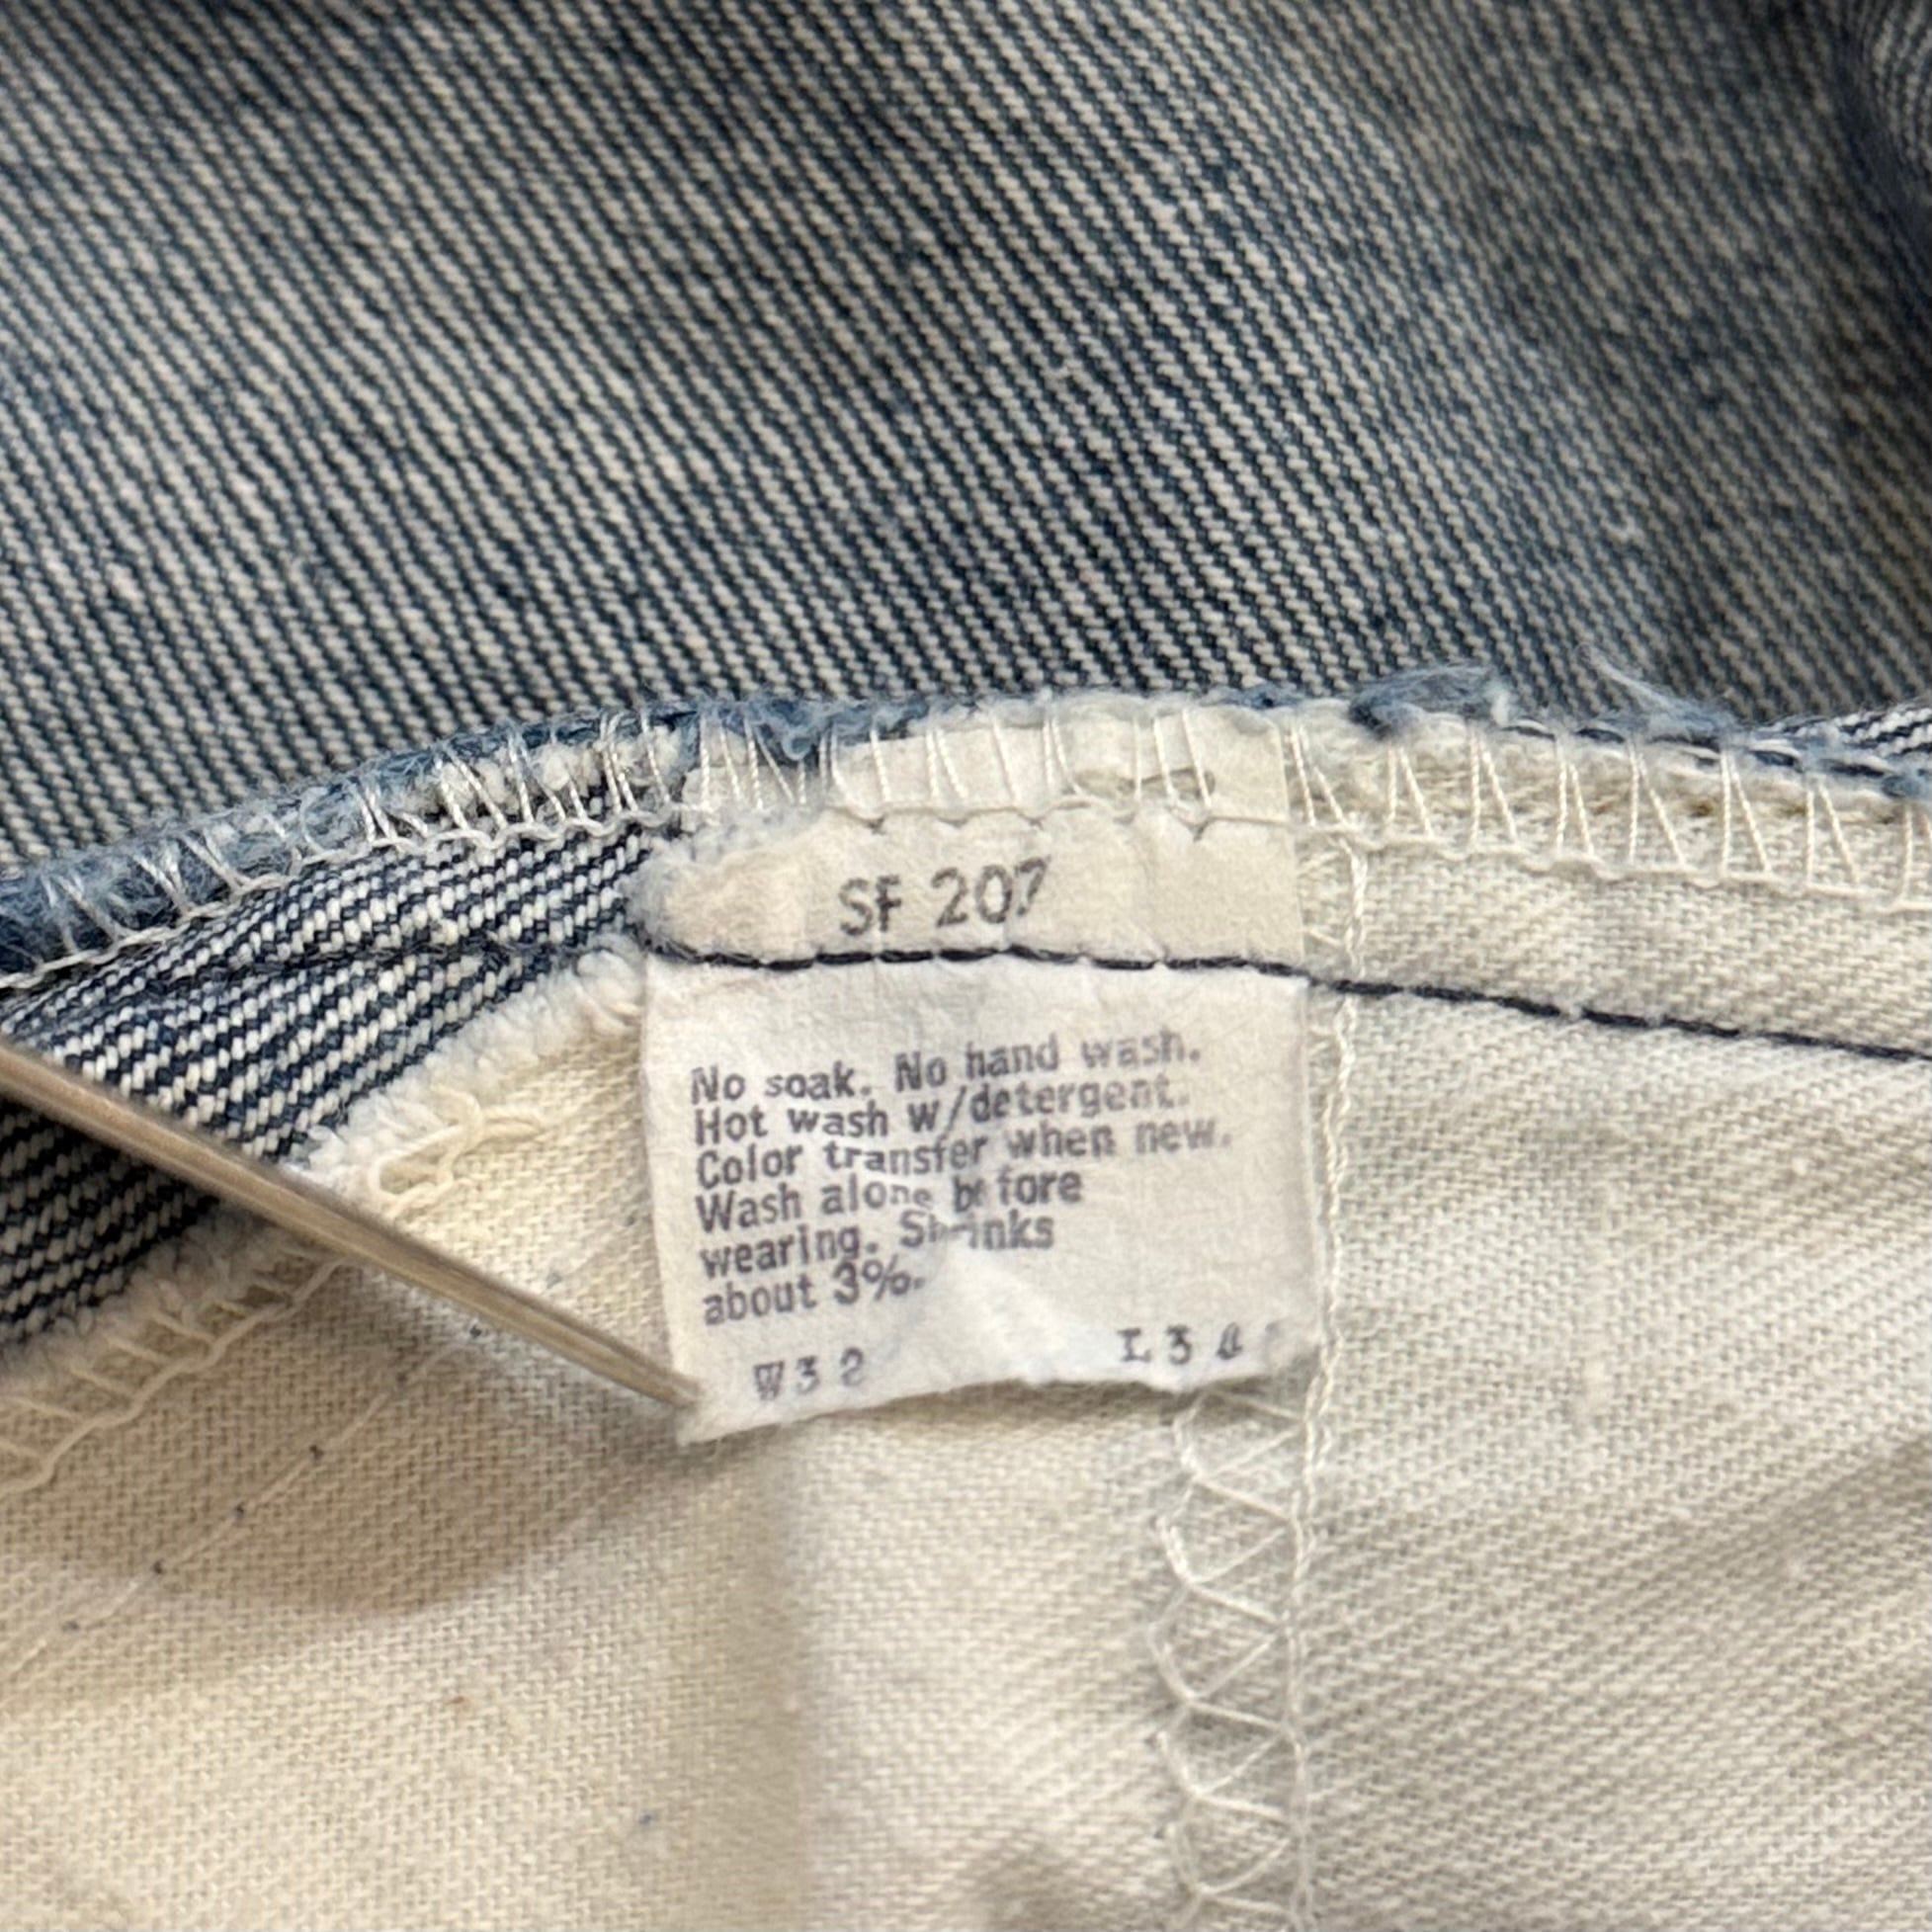 SF 207
No soak. No hand wash.
Hot wash w/detergent.
Color transfer when new.
Wash alone before
wearing. Shrinks
about 3%.
W32 L34